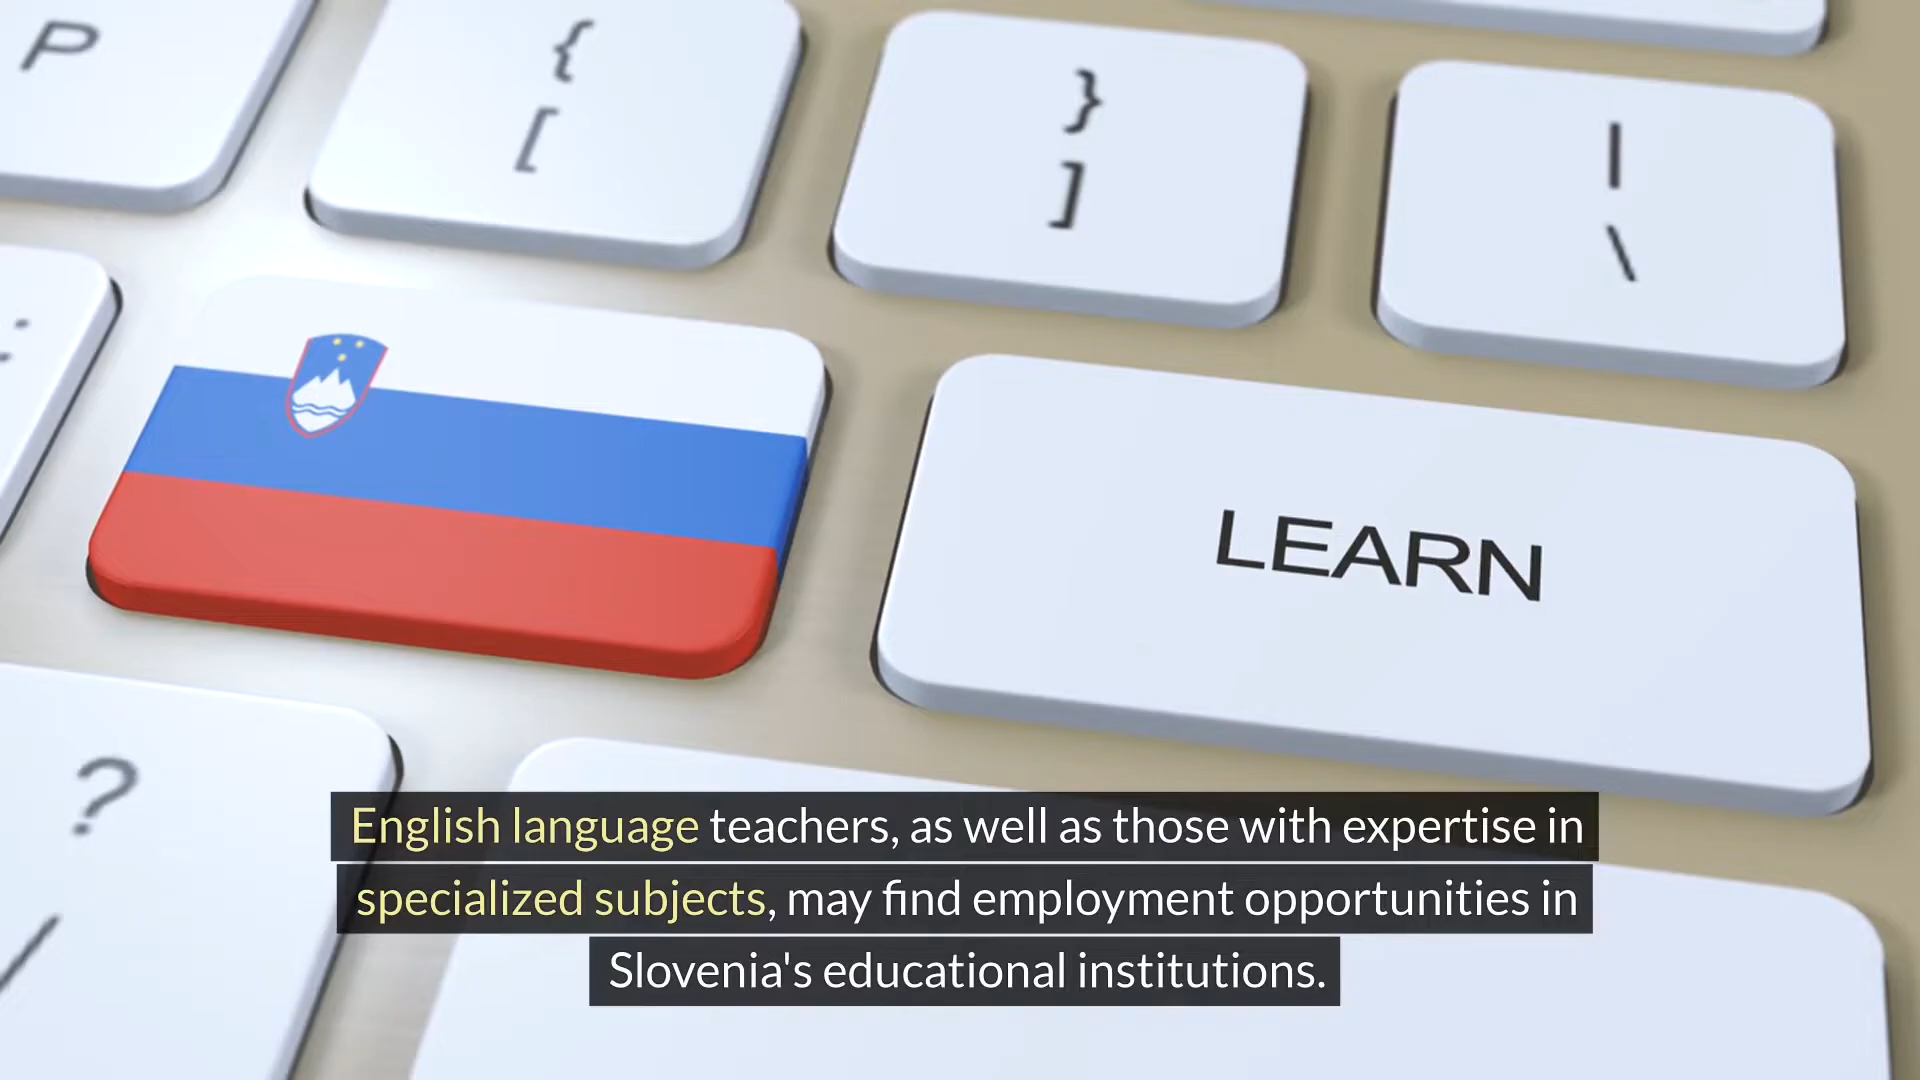 P
{
[
}
]
|
\
:
;
LEARN
?
/
English language teachers, as well as those with expertise in
specialized subjects, may find employment opportunities in
Slovenia's educational institutions.